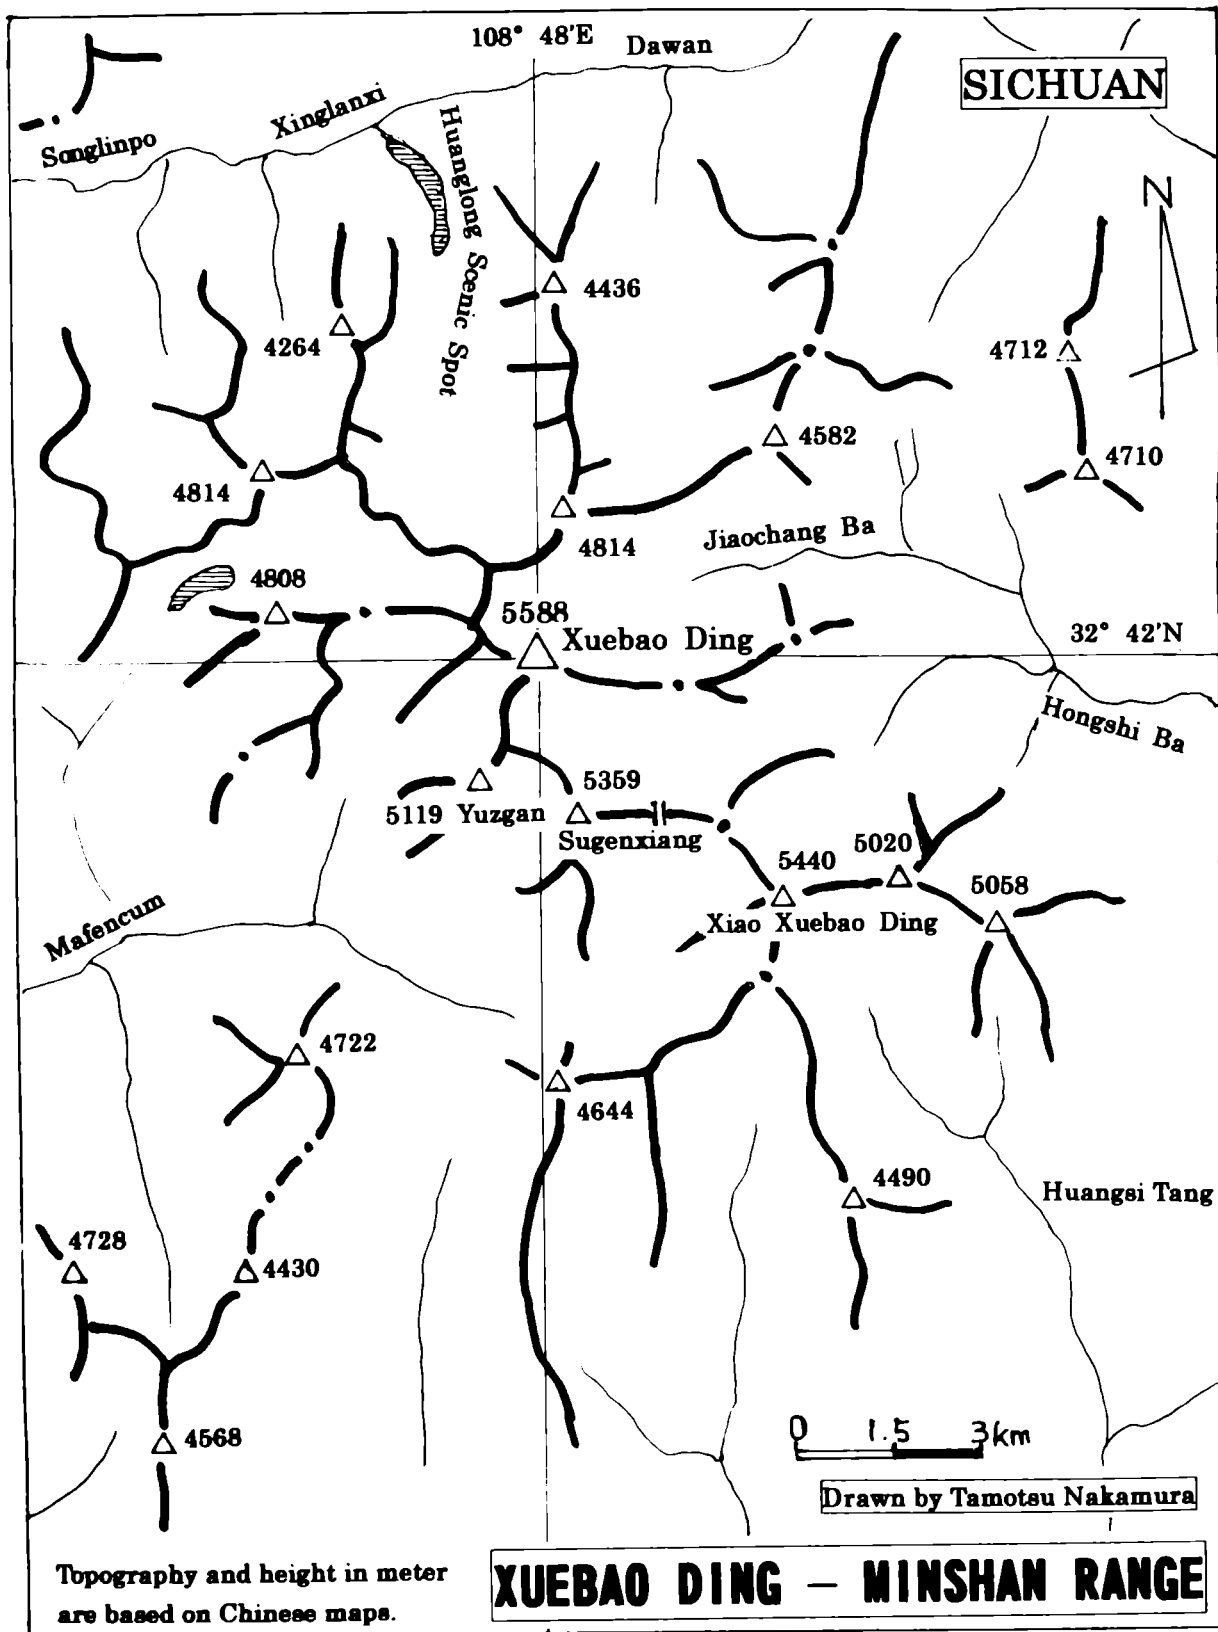 108° 48'E
Dawan
SICHUAN
Xinglanxi
Songlinpo
Huanglong Scenic Spot
N
4436
4264
4712
4582
4710
4814
4814
Jiaochang Ba
4808
5588
Xuebao Ding
32° 42'N
Hongshi Ba
5359
5119 Yuzgan
Sugenxiang
5440
5020
5058
Xiao Xuebao Ding
Mafencum
4722
4644
4490
Huangsi Tang
4728
4430
4568
0 1.5 3km
Drawn by Tamotsu Nakamura
Topography and height in meter
are based on Chinese maps.
XUEBAO DING – MINSHAN RANGE